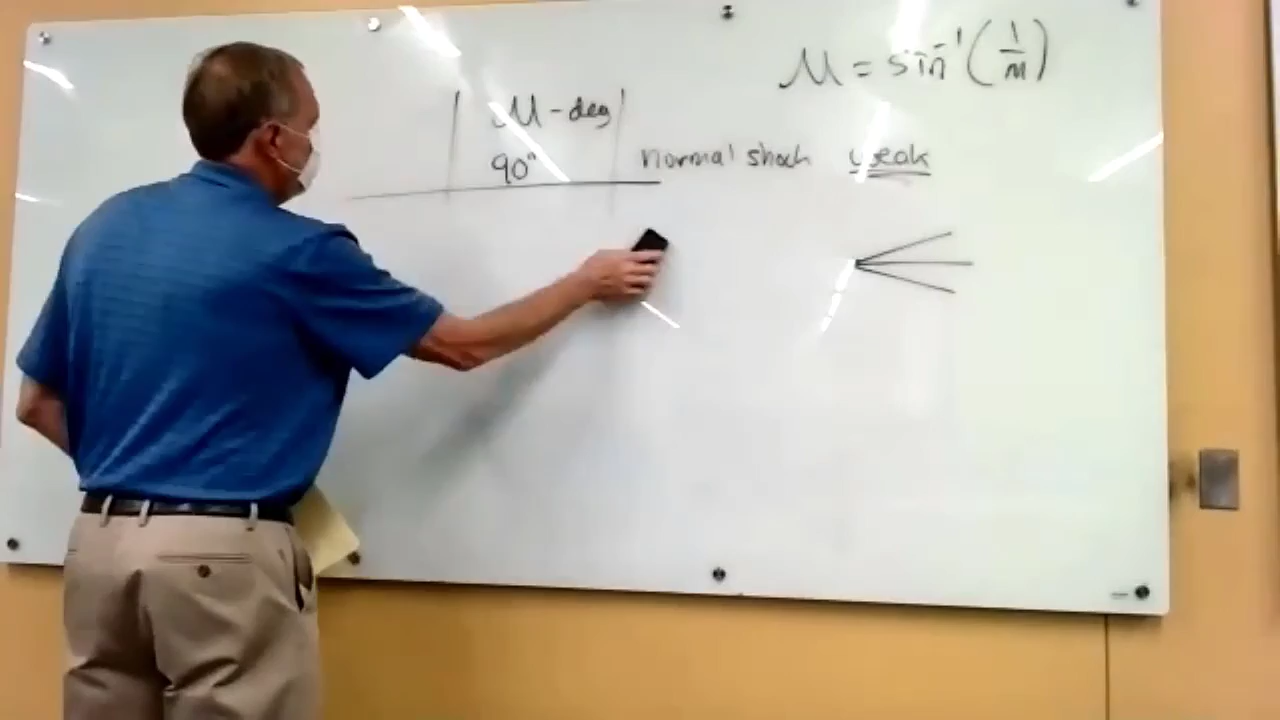 μ = sin⁻¹ (1/M)
μ - deg
90° normal shock weak